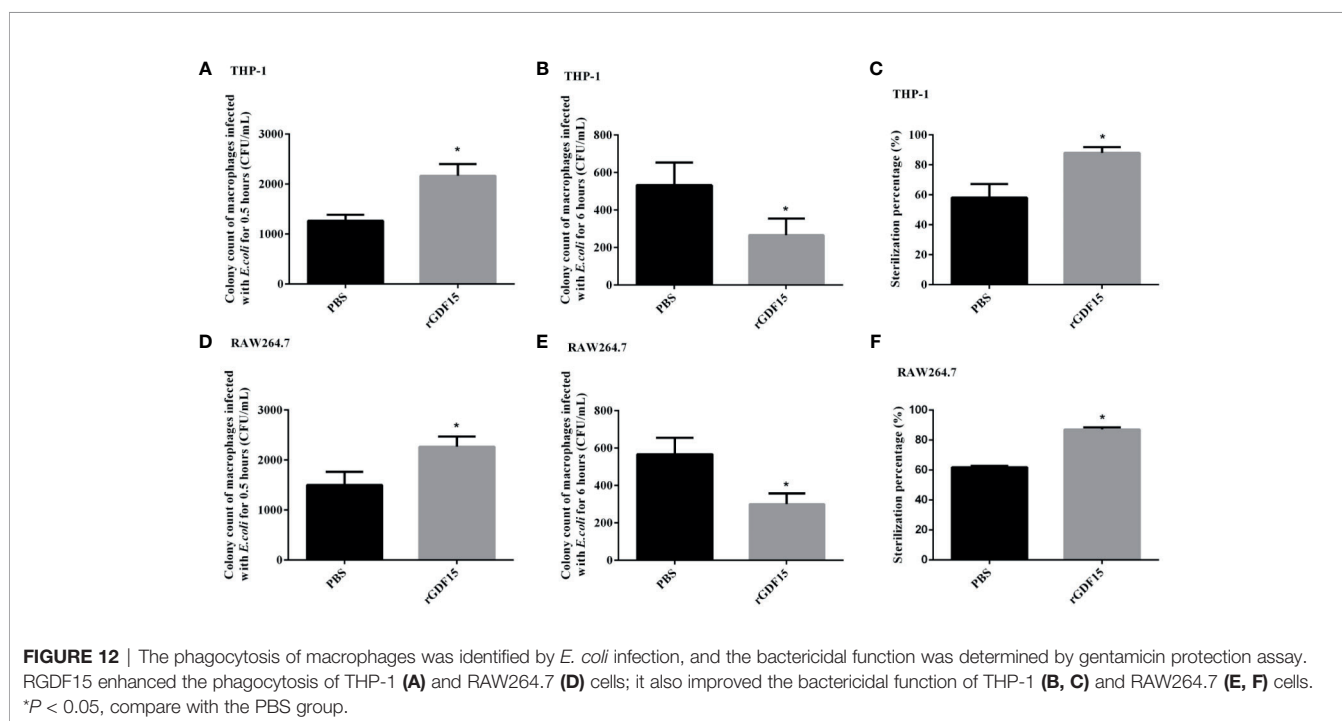 A THP-1
Colony count of macrophages infected
with E.coli for 0.5 hours (CFU/mL)
3000
2000
1000
0
*
PBS
rGDF15
B THP-1
Colony count of macrophages infected
with E.coli for 6 hours (CFU/mL)
800
600
400
200
0
*
PBS
rGDF15
C
THP-1
Sterilization percentage (%)
100
80
60
40
20
0
*
PBS
rGDF15
D RAW264.7
Colony count of macrophages infected
with E.coli for 0.5 hours (CFU/mL)
3000
2000
1000
0
*
PBS
rGDF15
E RAW264.7
Colony count of macrophages infected
with E.coli for 6 hours (CFU/mL)
800
600
400
200
0
*
PBS
rGDF15
F
RAW264.7
Sterilization percentage (%)
100
80
60
40
20
0
*
PBS
rGDF15
FIGURE 12 | The phagocytosis of macrophages was identified by E. coli infection, and the bactericidal function was determined by gentamicin protection assay.
RGDF15 enhanced the phagocytosis of THP-1 (A) and RAW264.7 (D) cells; it also improved the bactericidal function of THP-1 (B, C) and RAW264.7 (E, F) cells.
*P < 0.05, compare with the PBS group.